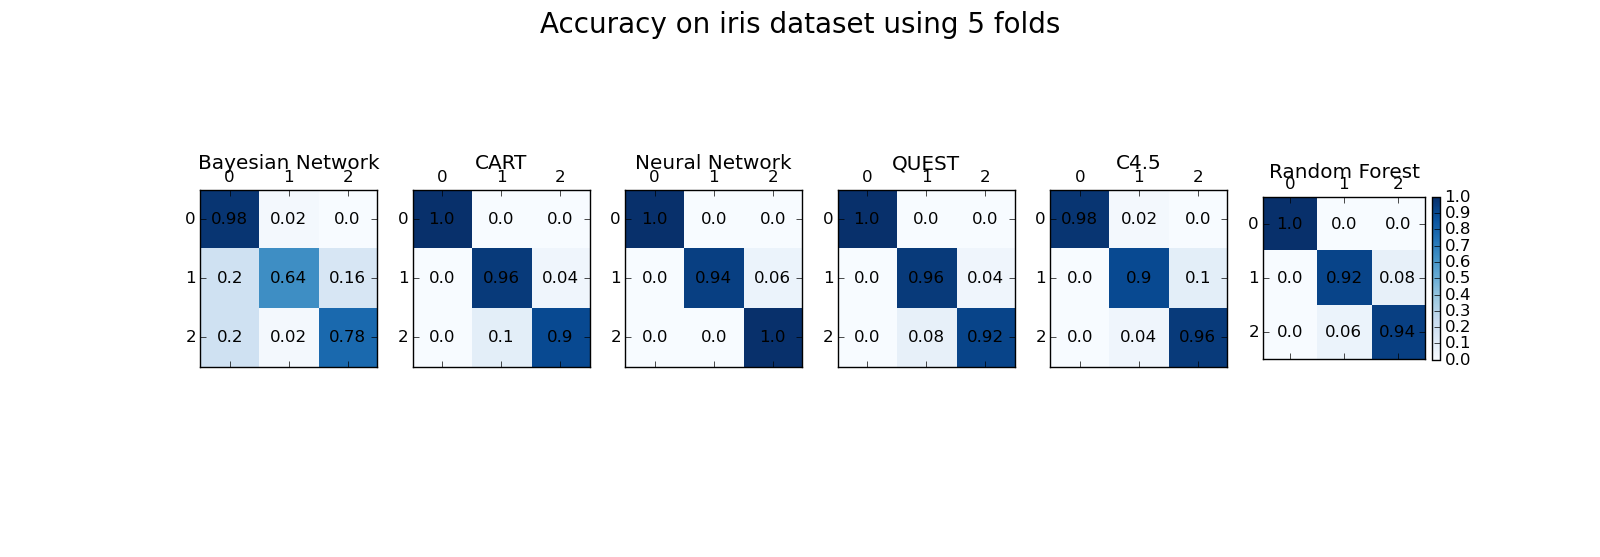 Accuracy on iris dataset using 5 folds
Bayesian Network
0 1 2
0 0.98 0.02 0.0
1 0.2 0.64 0.16
2 0.2 0.02 0.78
CART
0 1 2
0 1.0 0.0 0.0
1 0.0 0.96 0.04
2 0.0 0.1 0.9
Neural Network
0 1 2
0 1.0 0.0 0.0
1 0.0 0.94 0.06
2 0.0 0.0 1.0
QUEST
0 1 2
0 1.0 0.0 0.0
1 0.0 0.96 0.04
2 0.0 0.08 0.92
C4.5
0 1 2
0 0.98 0.02 0.0
1 0.0 0.9 0.1
2 0.0 0.04 0.96
Random Forest
0 1 2
0 1.0 0.0 0.0
1 0.0 0.92 0.08
2 0.0 0.06 0.94
1.0
0.9
0.8
0.7
0.6
0.5
0.4
0.3
0.2
0.1
0.0